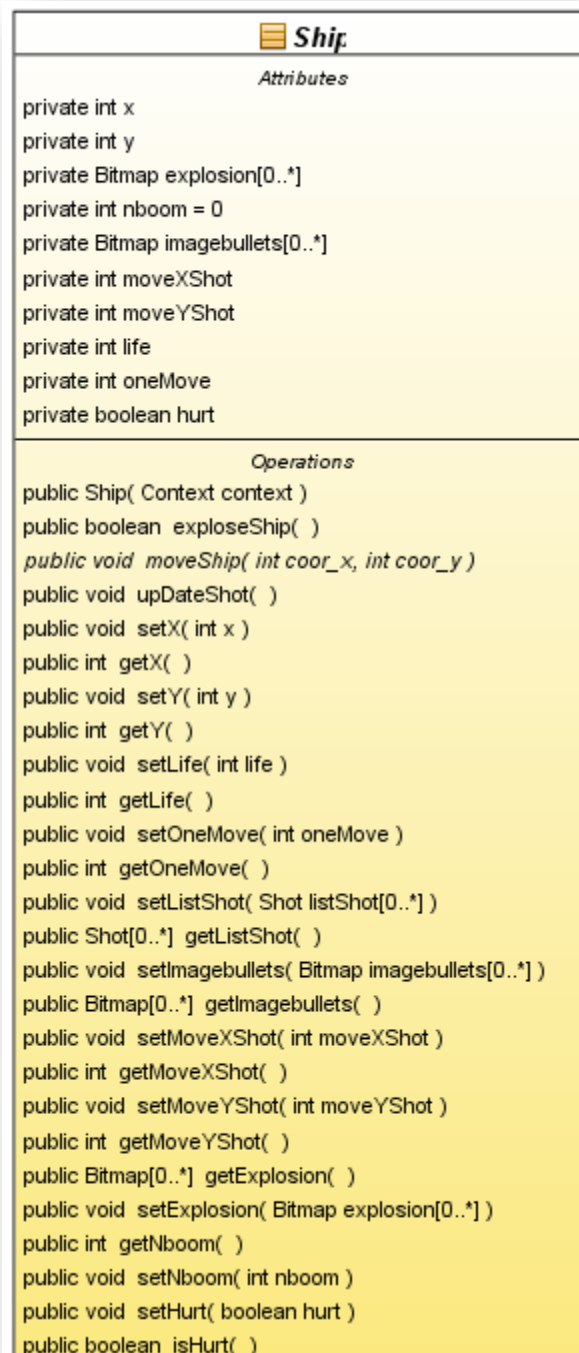 Ship
Attributes
private int x
private int y
private Bitmap explosion[0..*]
private int nboom = 0
private Bitmap imagebullets[0..*]
private int moveXShot
private int moveYShot
private int life
private int oneMove
private boolean hurt
Operations
public Ship( Context context )
public boolean exploseShip( )
public void moveShip( int coor_x, int coor_y )
public void upDateShot( )
public void setX( int x )
public int getX( )
public void setY( int y )
public int getY( )
public void setLife( int life )
public int getLife( )
public void setOneMove( int oneMove )
public int getOneMove( )
public void setListShot( Shot listShot[0..*] )
public Shot[0..*] getListShot( )
public void setImagebullets( Bitmap imagebullets[0..*] )
public Bitmap[0..*] getImagebullets( )
public void setMoveXShot( int moveXShot )
public int getMoveXShot( )
public void setMoveYShot( int moveYShot )
public int getMoveYShot( )
public Bitmap[0..*] getExplosion( )
public void setExplosion( Bitmap explosion[0..*] )
public int getNboom( )
public void setNboom( int nboom )
public void setHurt( boolean hurt )
public boolean isHurt( )